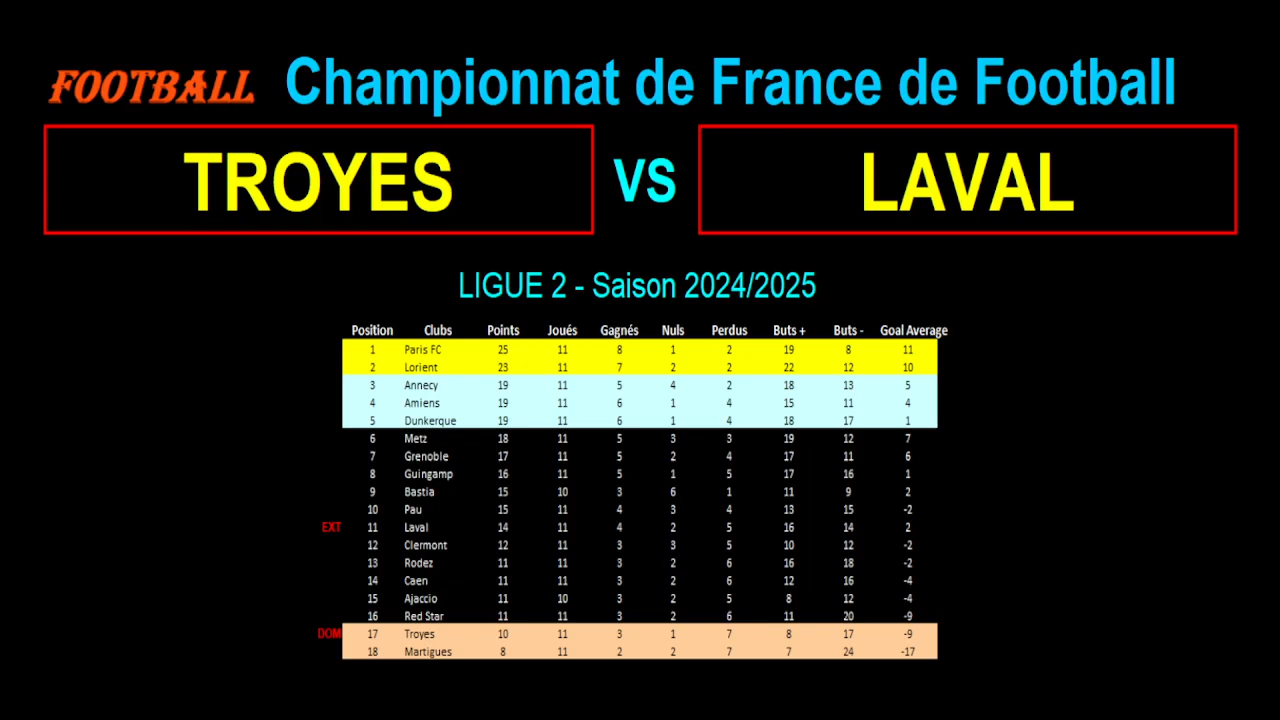 FOOTBALL Championnat de France de Football
TROYES VS LAVAL
LIGUE 2 - Saison 2024/2025
Position Clubs Points Joués Gagnés Nuls Perdus Buts + Buts - Goal Average
1 Paris FC 25 11 8 1 2 19 8 11
2 Lorient 23 11 7 2 2 22 12 10
3 Annecy 19 11 5 4 2 18 13 5
4 Amiens 19 11 6 1 4 15 11 4
5 Dunkerque 19 11 6 1 4 18 17 1
6 Metz 18 11 5 3 3 19 12 7
7 Grenoble 17 11 5 2 4 17 11 6
8 Guingamp 16 11 5 1 5 17 16 1
9 Bastia 15 10 3 6 1 11 9 2
10 Pau 15 11 4 3 4 13 15 -2
EXT 11 Laval 14 11 4 2 5 16 14 2
12 Clermont 12 11 3 3 5 10 12 -2
13 Rodez 11 11 3 2 6 16 18 -2
14 Caen 11 11 3 2 6 12 16 -4
15 Ajaccio 11 10 3 2 5 8 12 -4
16 Red Star 11 11 3 2 6 11 20 -9
DOM 17 Troyes 10 11 3 1 7 8 17 -9
18 Martigues 8 11 2 2 7 7 24 -17